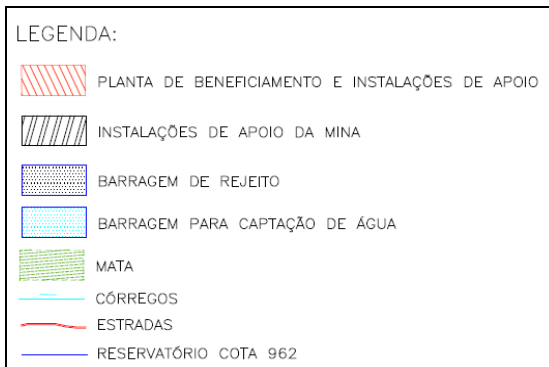 LEGENDA:
PLANTA DE BENEFICIAMENTO E INSTALAÇÕES DE APOIO
INSTALAÇÕES DE APOIO DA MINA
BARRAGEM DE REJEITO
BARRAGEM PARA CAPTAÇÃO DE ÁGUA
MATA
CÓRREGOS
ESTRADAS
RESERVATÓRIO COTA 962